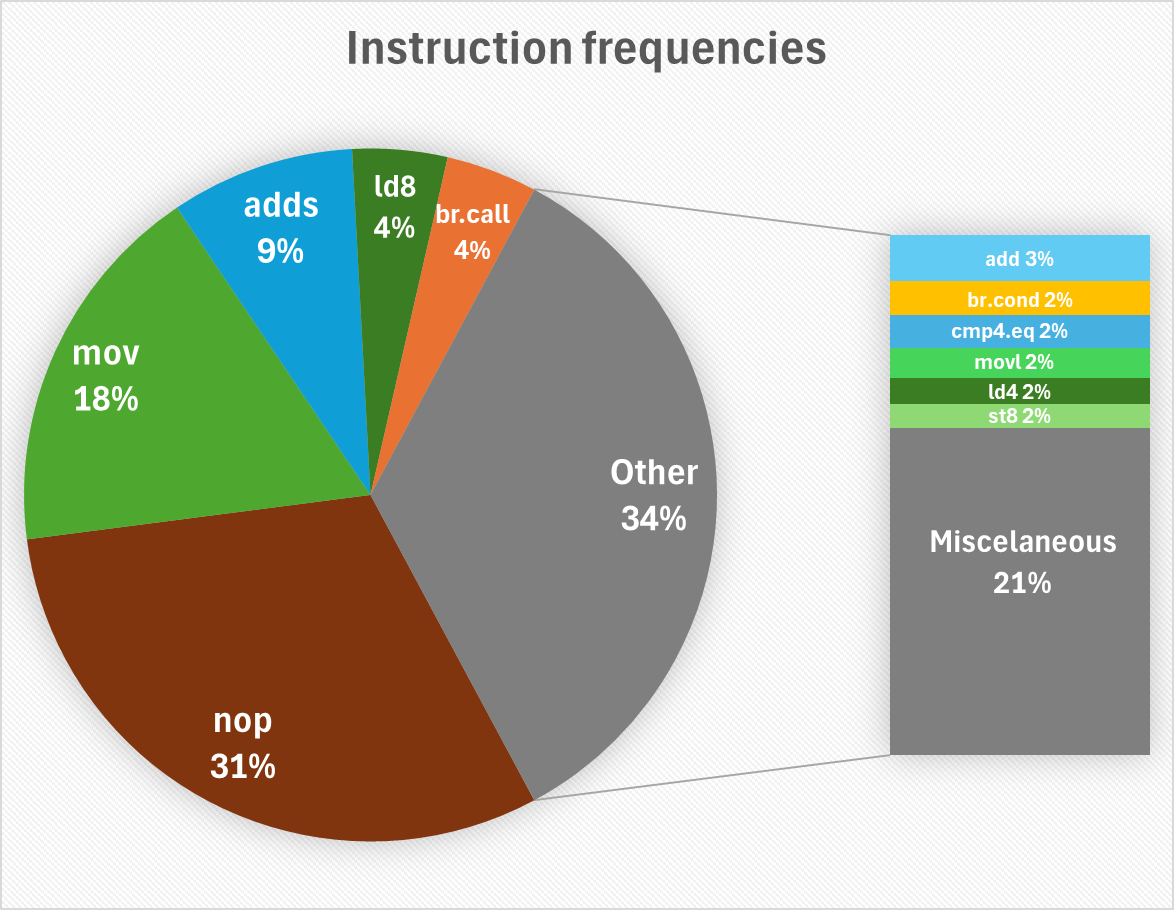 Instruction frequencies
ld8
4%
br.call
4%
adds
9%
mov
18%
nop
31%
Other
34%
add 3%
br.cond 2%
cmp4.eq 2%
movl 2%
ld4 2%
st8 2%
Miscelaneous
21%